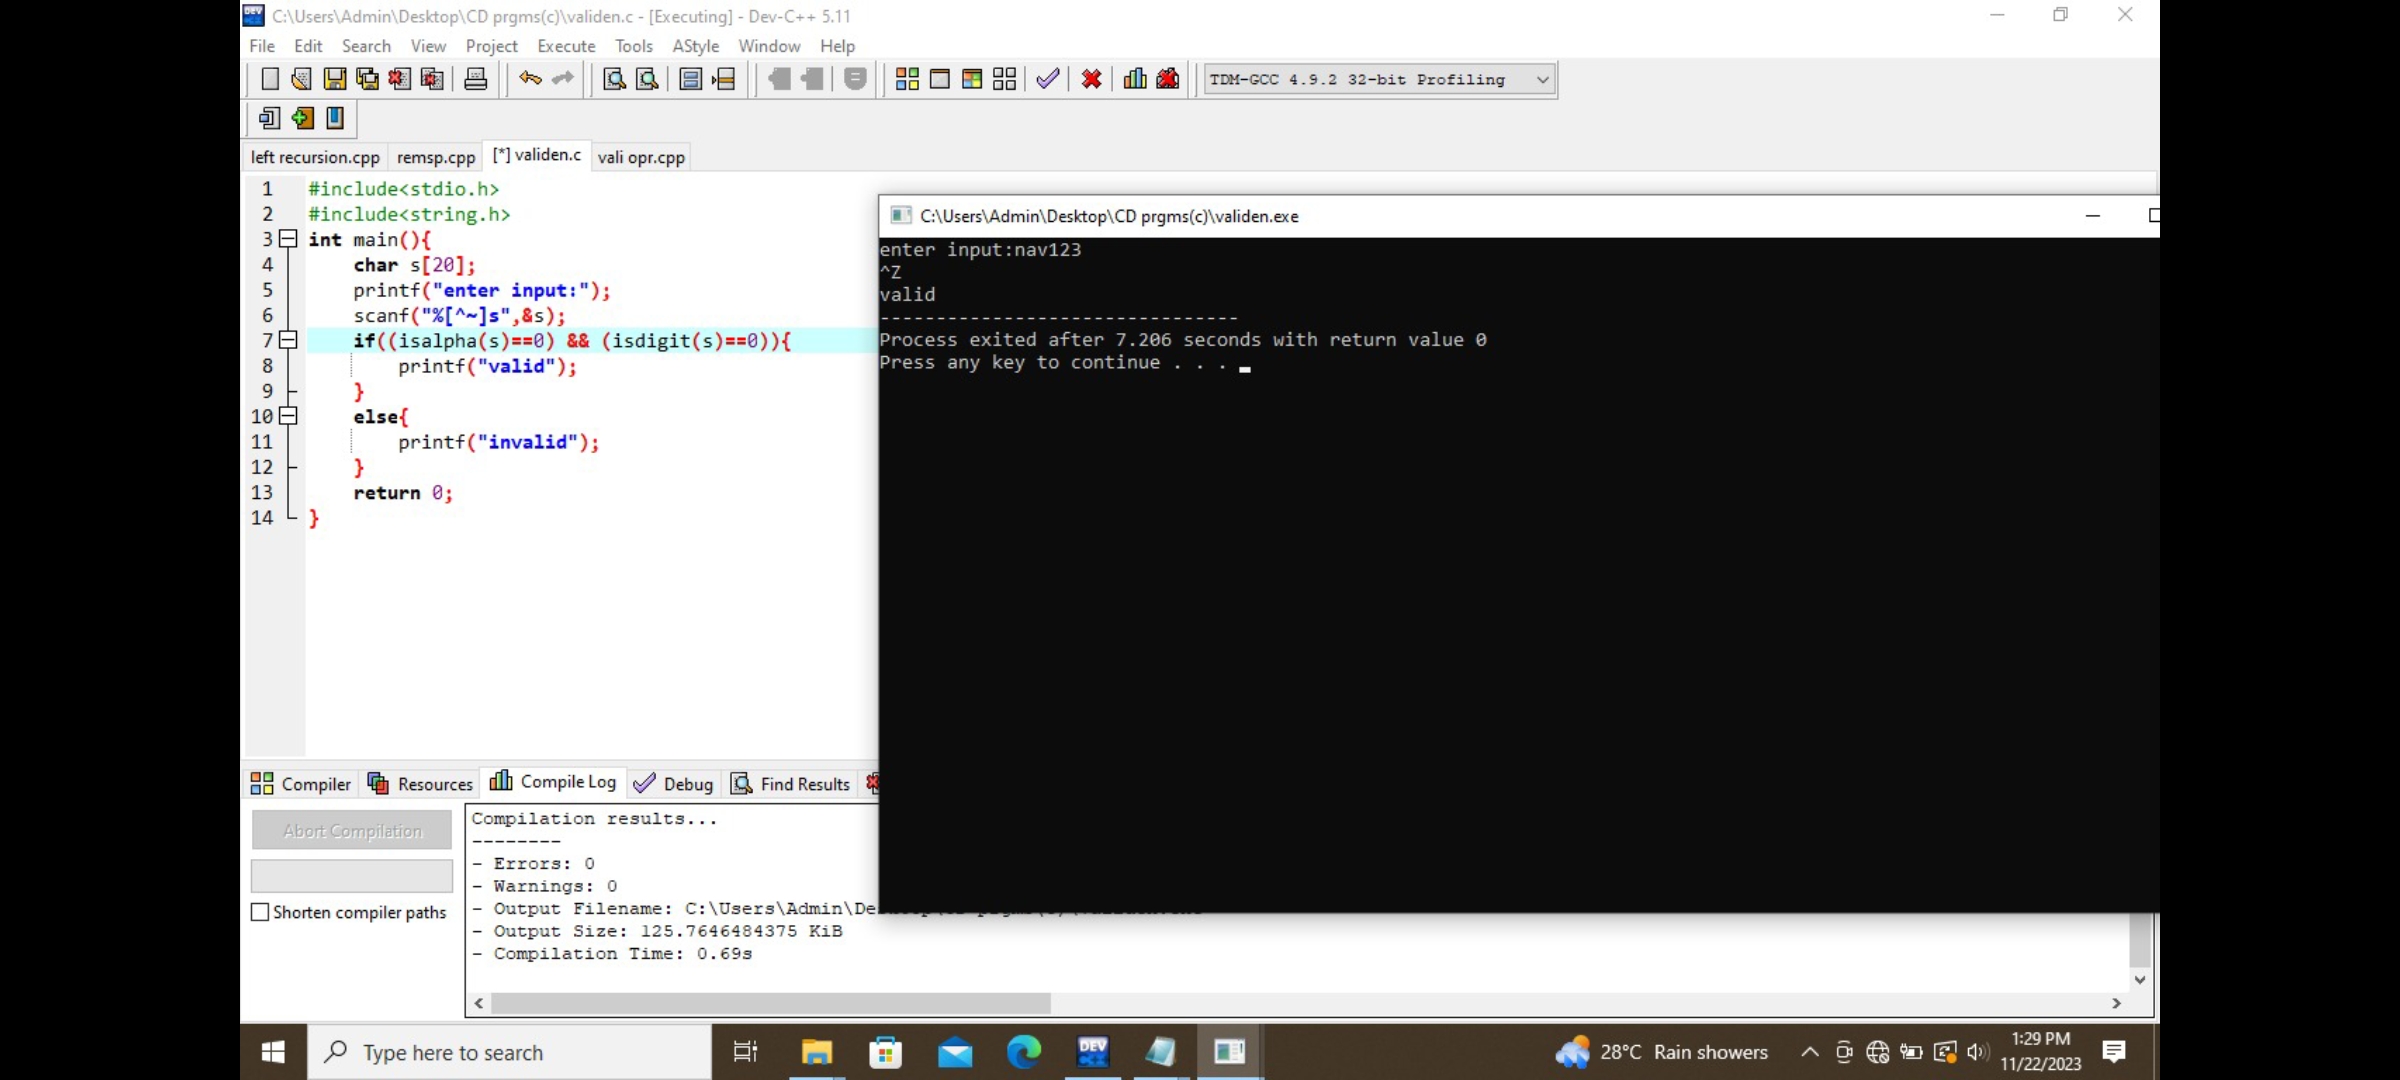 C:\Users\Admin\Desktop\CD prgms(c)\validen.c - [Executing] - Dev-C++ 5.11
File Edit Search View Project Execute Tools AStyle Window Help
TDM-GCC 4.9.2 32-bit Profiling
left recursion.cpp remsp.cpp [*] validen.c vali opr.cpp
1 #include<stdio.h>
2 #include<string.h>
3 int main(){
4 char s[20];
5 printf("enter input:");
6 scanf("%[^~]s",&s);
7 if((isalpha(s)==0) && (isdigit(s)==0)){
8 printf("valid");
9 }
10 else{
11 printf("invalid");
12 }
13 return 0;
14 }
C:\Users\Admin\Desktop\CD prgms(c)\validen.exe
enter input:nav123
^Z
valid
--------------------------------
Process exited after 7.206 seconds with return value 0
Press any key to continue . . .
Compiler Resources Compile Log Debug Find Results
Abort Compilation
Shorten compiler paths
Compilation results...
--------
- Errors: 0
- Warnings: 0
- Output Filename: C:\Users\Admin\De
- Output Size: 125.7646484375 KiB
- Compilation Time: 0.69s
Type here to search
DEV C++
28°C Rain showers
1:29 PM
11/22/2023